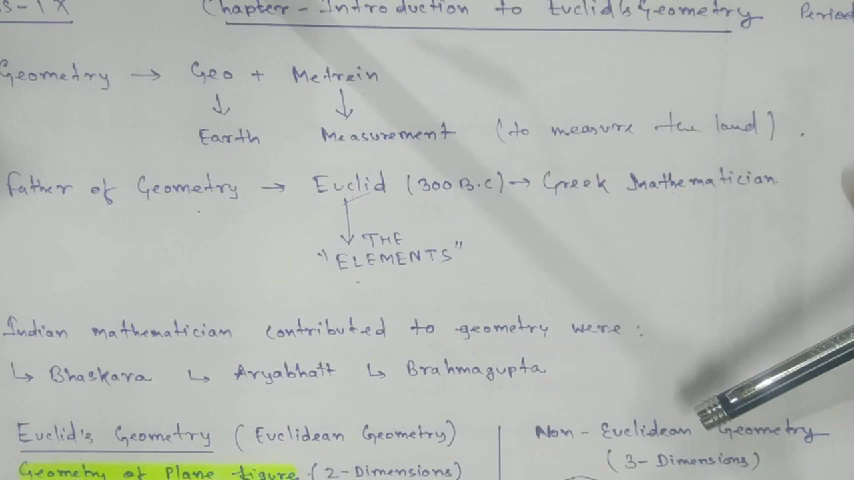 s-IX Chapter - Introduction to Euclid's Geometry Period
Geometry → Geo + Metrein
↓ ↓
Earth Measurement (to measure the land).
Father of Geometry → Euclid (300 B.C) → Greek Mathematician
↓
"THE ELEMENTS"
Indian mathematician contributed to geometry were:
↳ Bhaskara ↳ Aryabhatt ↳ Brahmagupta
Euclid's Geometry (Euclidean Geometry)
Geometry of Plane figure. (2-Dimensions)
Non-Euclidean Geometry
(3-Dimensions)